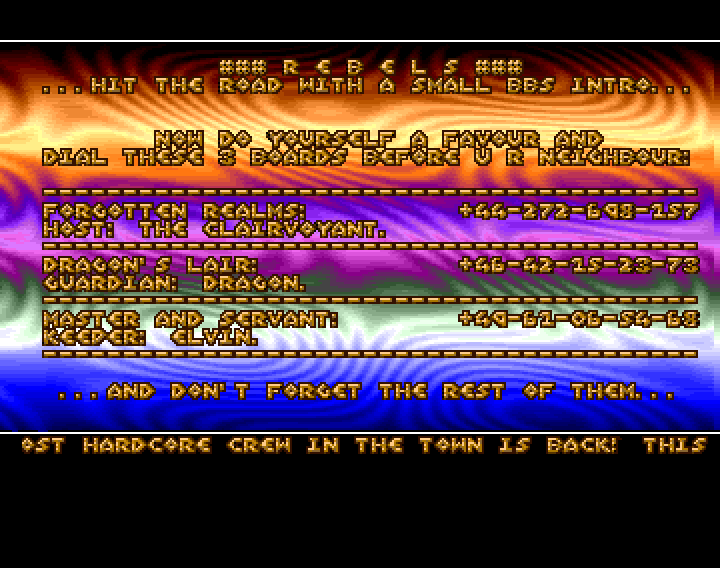 ### R E B E L S ###
...HIT THE ROAD WITH A SMALL BBS INTRO...
NOW DO YOURSELF A FAVOUR AND
DIAL THESE 3 BOARDS BEFORE U R NEIGHBOUR:
FORGOTTEN REALMS: +44-272-698-157
HOST: THE CLAIRVOYANT.
DRAGON'S LAIR: +46-42-15-23-73
GUARDIAN: DRAGON.
MASTER AND SERVANT: +49-61-06-54-68
KEEPER: ELVIN.
...AND DON'T FORGET THE REST OF THEM...
OST HARDCORE CREW IN THE TOWN IS BACK! THIS